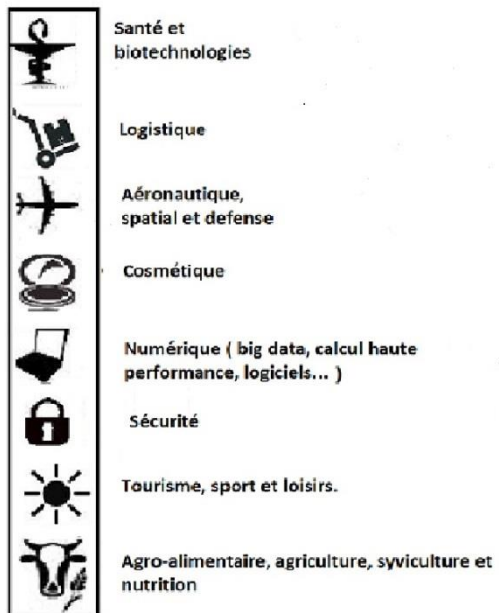 Santé et
biotechnologies
Logistique
Aéronautique,
spatial et defense
Cosmétique
Numérique ( big data, calcul haute
performance, logiciels... )
Sécurité
Tourisme, sport et loisirs.
Agro-alimentaire, agriculture, syviculture et
nutrition